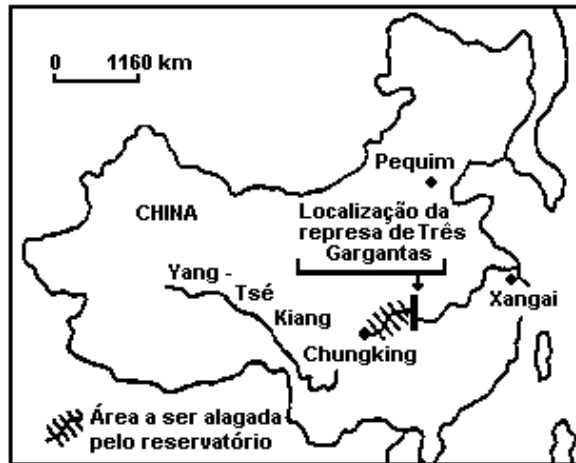 0 1160 km
Pequim
CHINA
Localização da
represa de Três
Gargantas
Yang -
Tsé
Kiang
Xangai
Chungking
Área a ser alagada
pelo reservatório